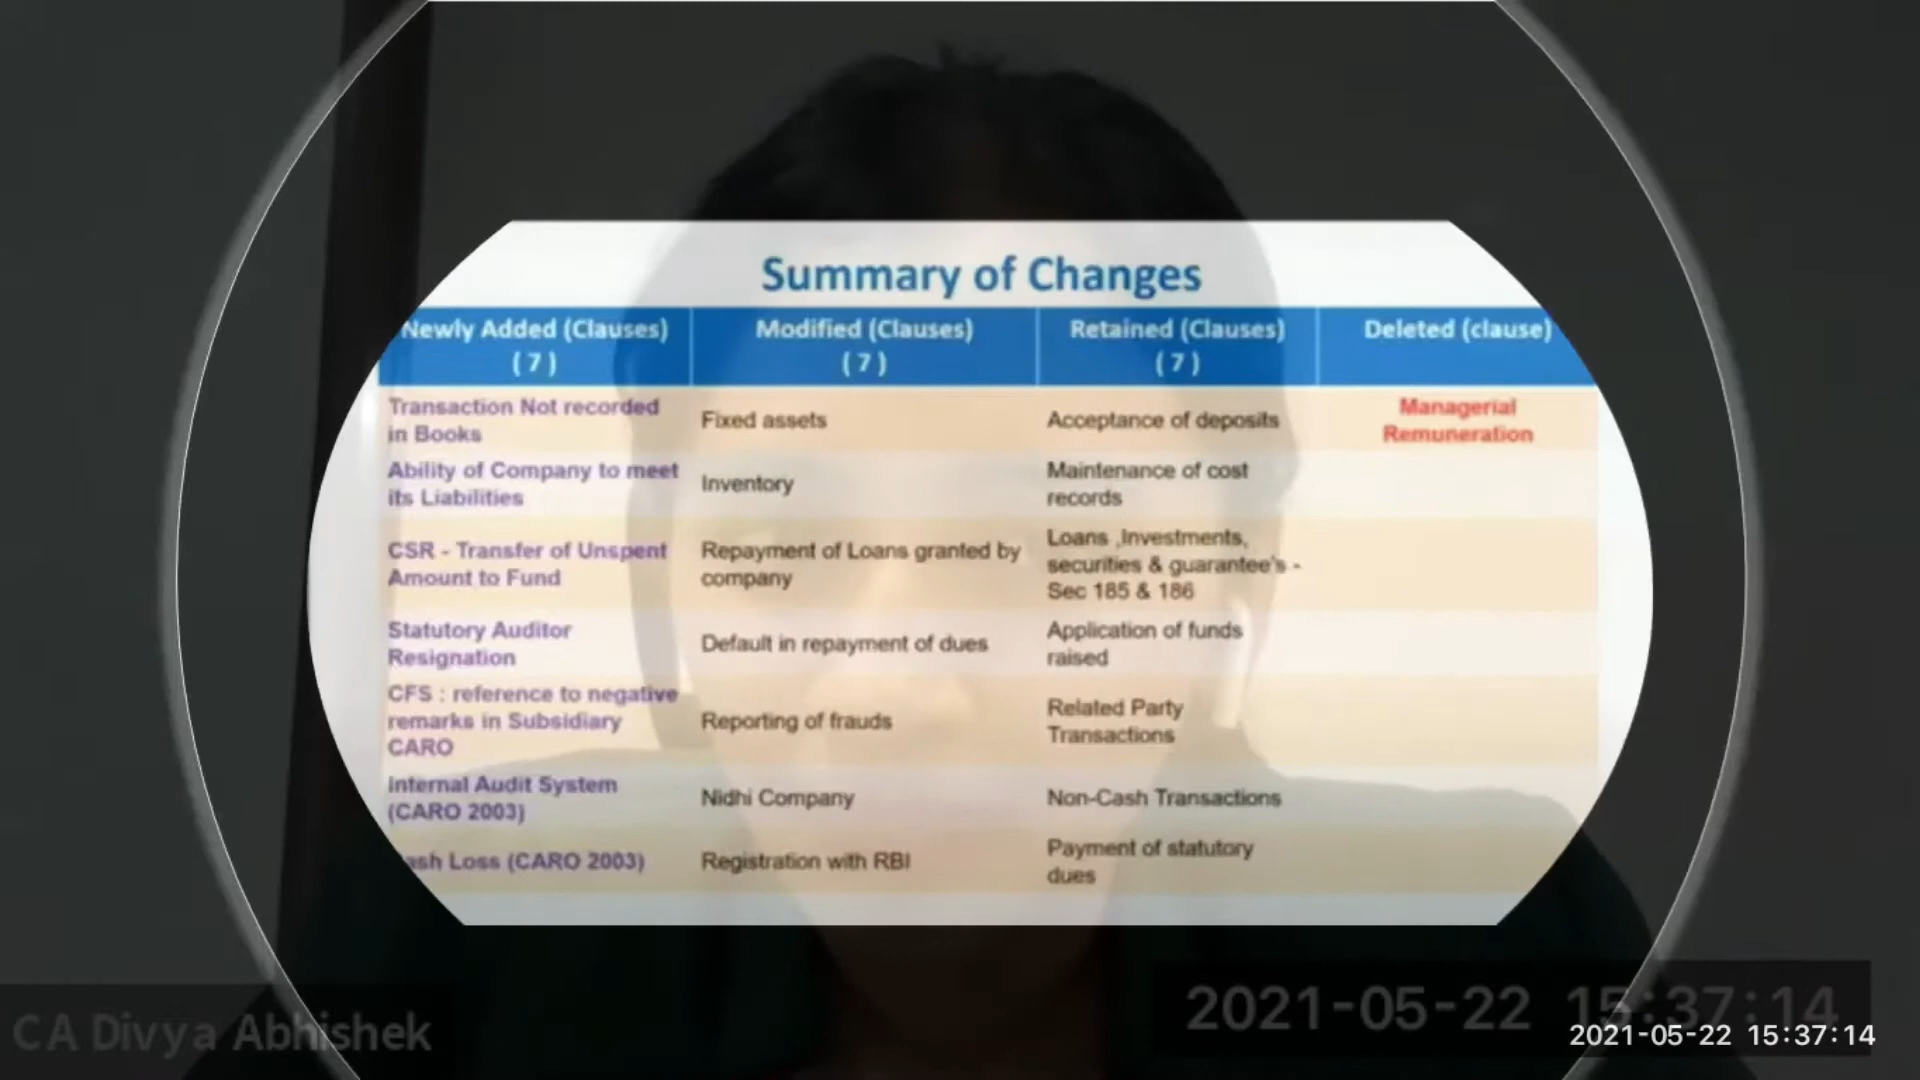 Summary of Changes
Newly Added (Clauses)
( 7 )
Modified (Clauses)
( 7 )
Retained (Clauses)
( 7 )
Deleted (clause)
Transaction Not recorded
in Books
Fixed assets
Acceptance of deposits
Managerial
Remuneration
Ability of Company to meet
its Liabilities
Inventory
Maintenance of cost
records
CSR - Transfer of Unspent
Amount to Fund
Repayment of Loans granted by
company
Loans ,Investments,
securities & guarantee's -
Sec 185 & 186
Statutory Auditor
Resignation
Default in repayment of dues
Application of funds
raised
CFS : reference to negative
remarks in Subsidiary
CARO
Reporting of frauds
Related Party
Transactions
Internal Audit System
(CARO 2003)
Nidhi Company
Non-Cash Transactions
ash Loss (CARO 2003)
Registration with RBI
Payment of statutory
dues
CA Divya Abhishek
2021-05-22 15:37:14
2021-05-22 15:37:14